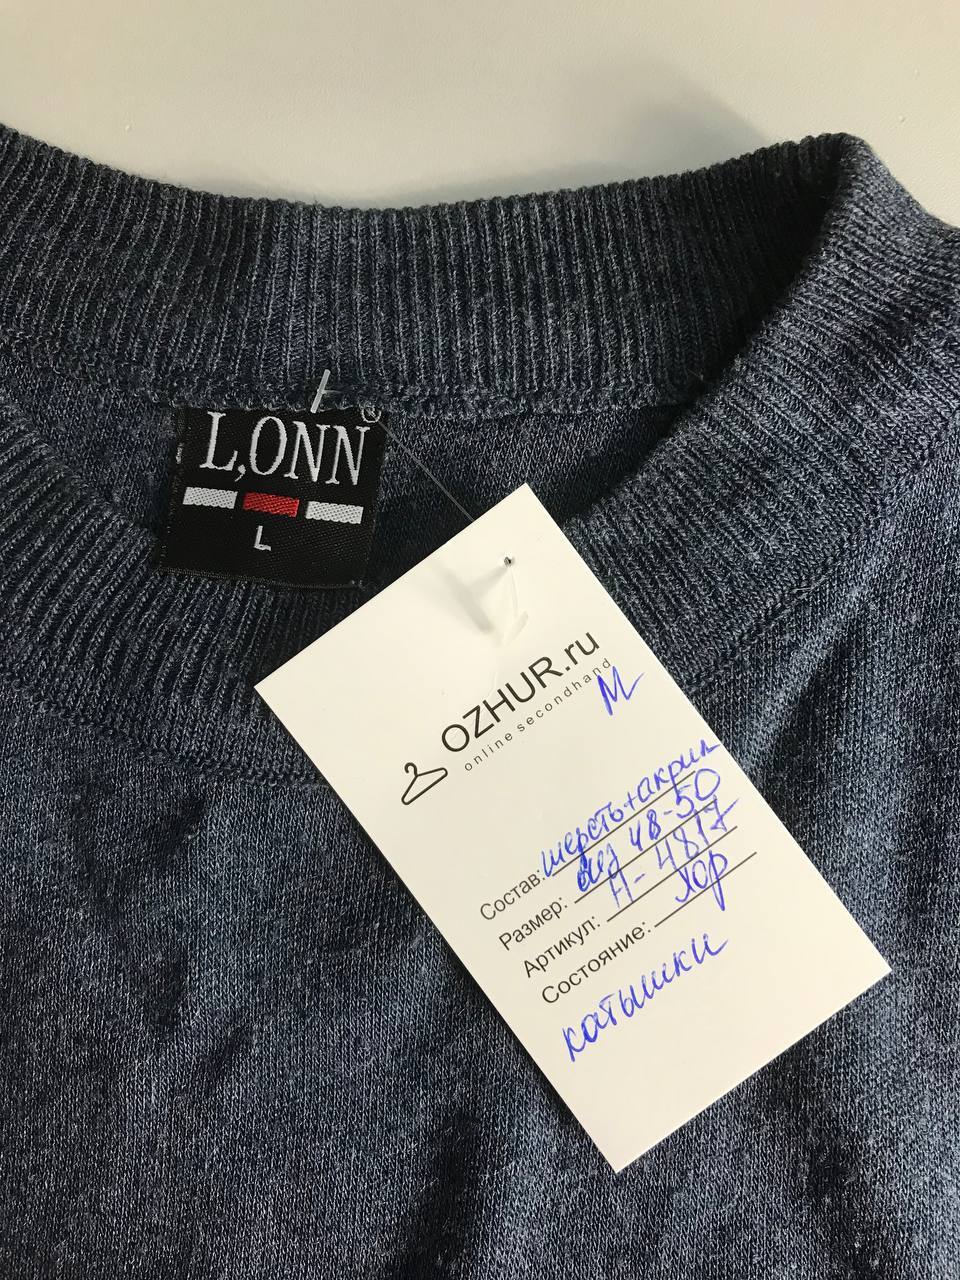 L,ONN®
L
OZHUR.ru
online secondhand
М
Состав: шерсть+акрил
Размер: 48-50
Артикул: А-4817
Состояние: хор
катышки